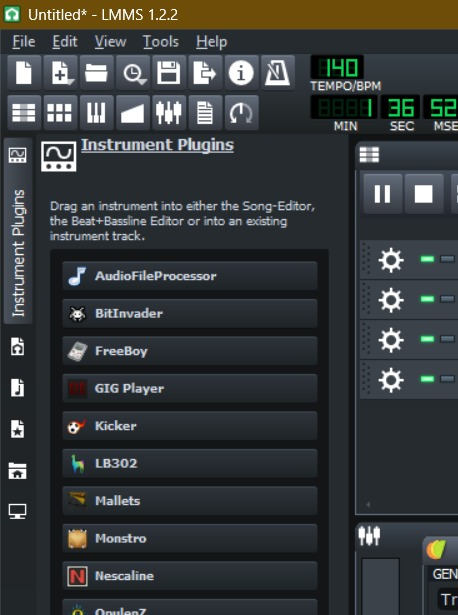 Untitled* - LMMS 1.2.2
File Edit View Tools Help
140
TEMPO/BPM
1 36 52
MIN SEC MSE
Instrument Plugins
Instrument Plugins
Drag an instrument into either the Song-Editor,
the Beat+Bassline Editor or into an existing
instrument track.
AudioFileProcessor
BitInvader
FreeBoy
GIG Player
Kicker
LB302
Mallets
Monstro
Nescaline
OpulenZ
GEN
Tr